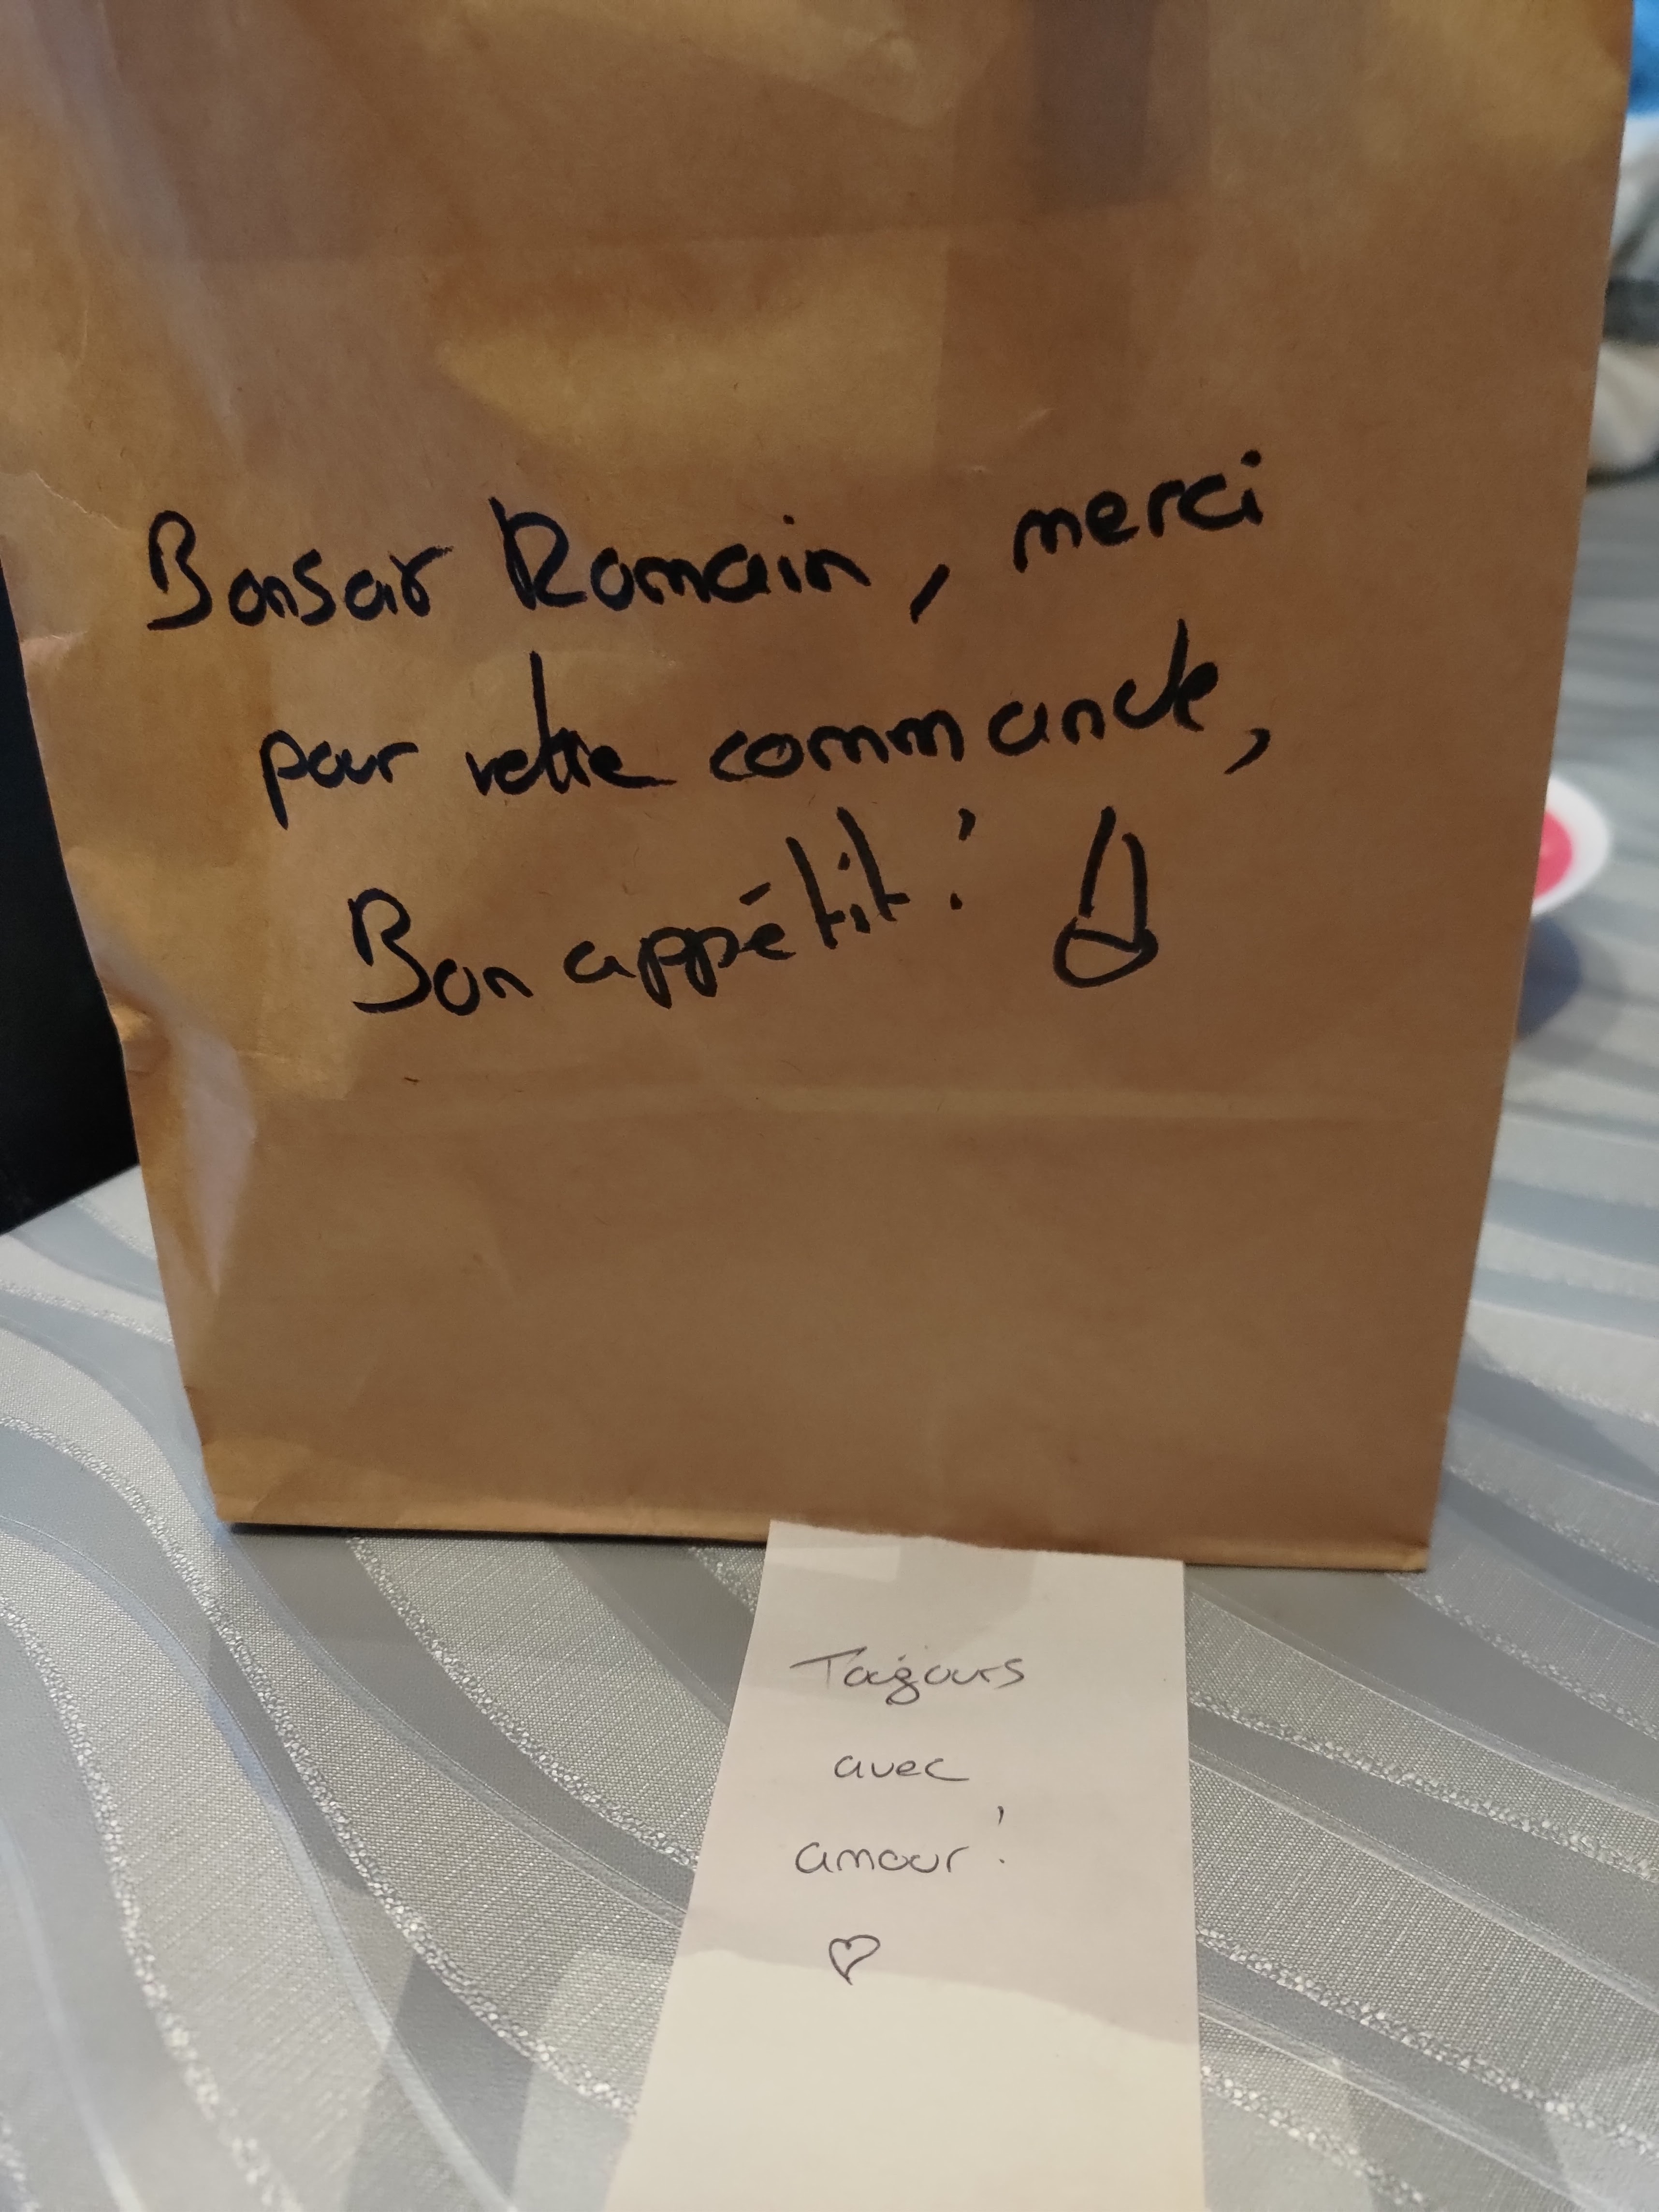 Bonsoir Romain, merci
pour votre commande,
Bon appétit !
Toujours
avec
amour !